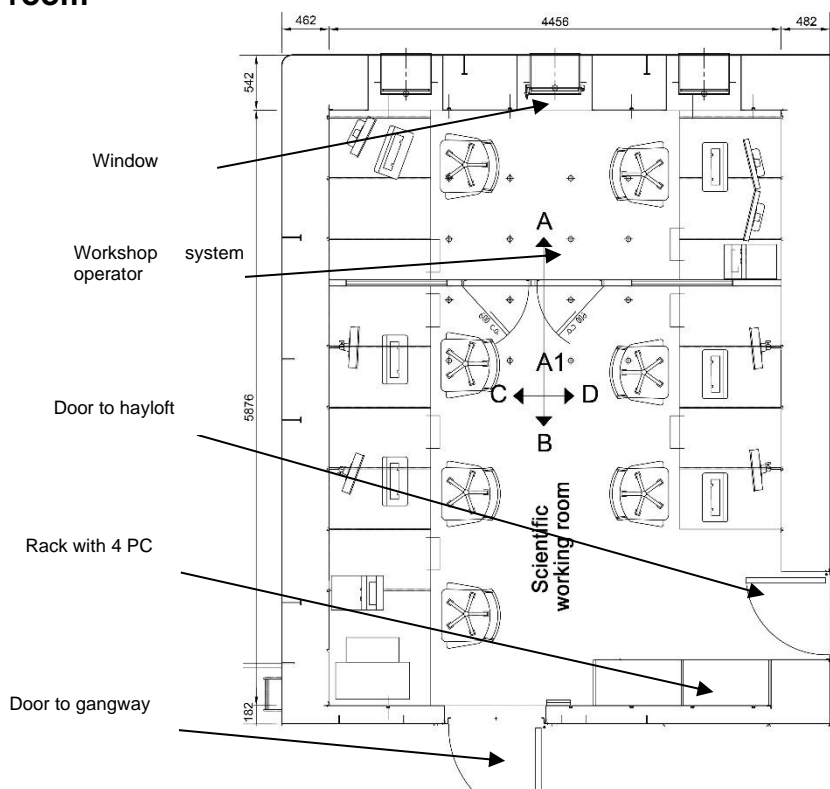 room
462
4456
482
542
Window
A
Workshop system
operator
A1
Door to hayloft
C
D
B
5876
Scientific
working room
Rack with 4 PC
Door to gangway
182